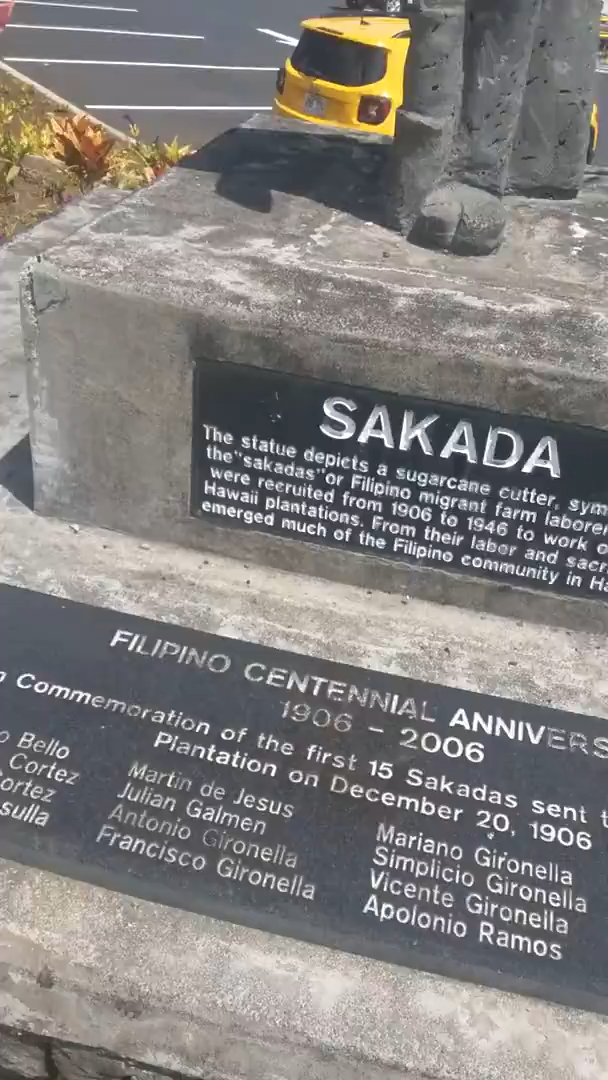 SAKADA
The statue depicts a sugarcane cutter, sym
the "sakadas" or Filipino migrant farm laborer
were recruited from 1906 to 1946 to work o
Hawaii plantations. From their labor and sacr
emerged much of the Filipino community in Ha
FILIPINO CENTENNIAL ANNIVERS
1906 - 2006
n Commemoration of the first 15 Sakadas sent t
Plantation on December 20, 1906
o Bello
Cortez
ortez
sulla
Martin de Jesus
Julian Galmen
Antonio Gironella
Francisco Gironella
Mariano Gironella
Simplicio Gironella
Vicente Gironella
Apolonio Ramos